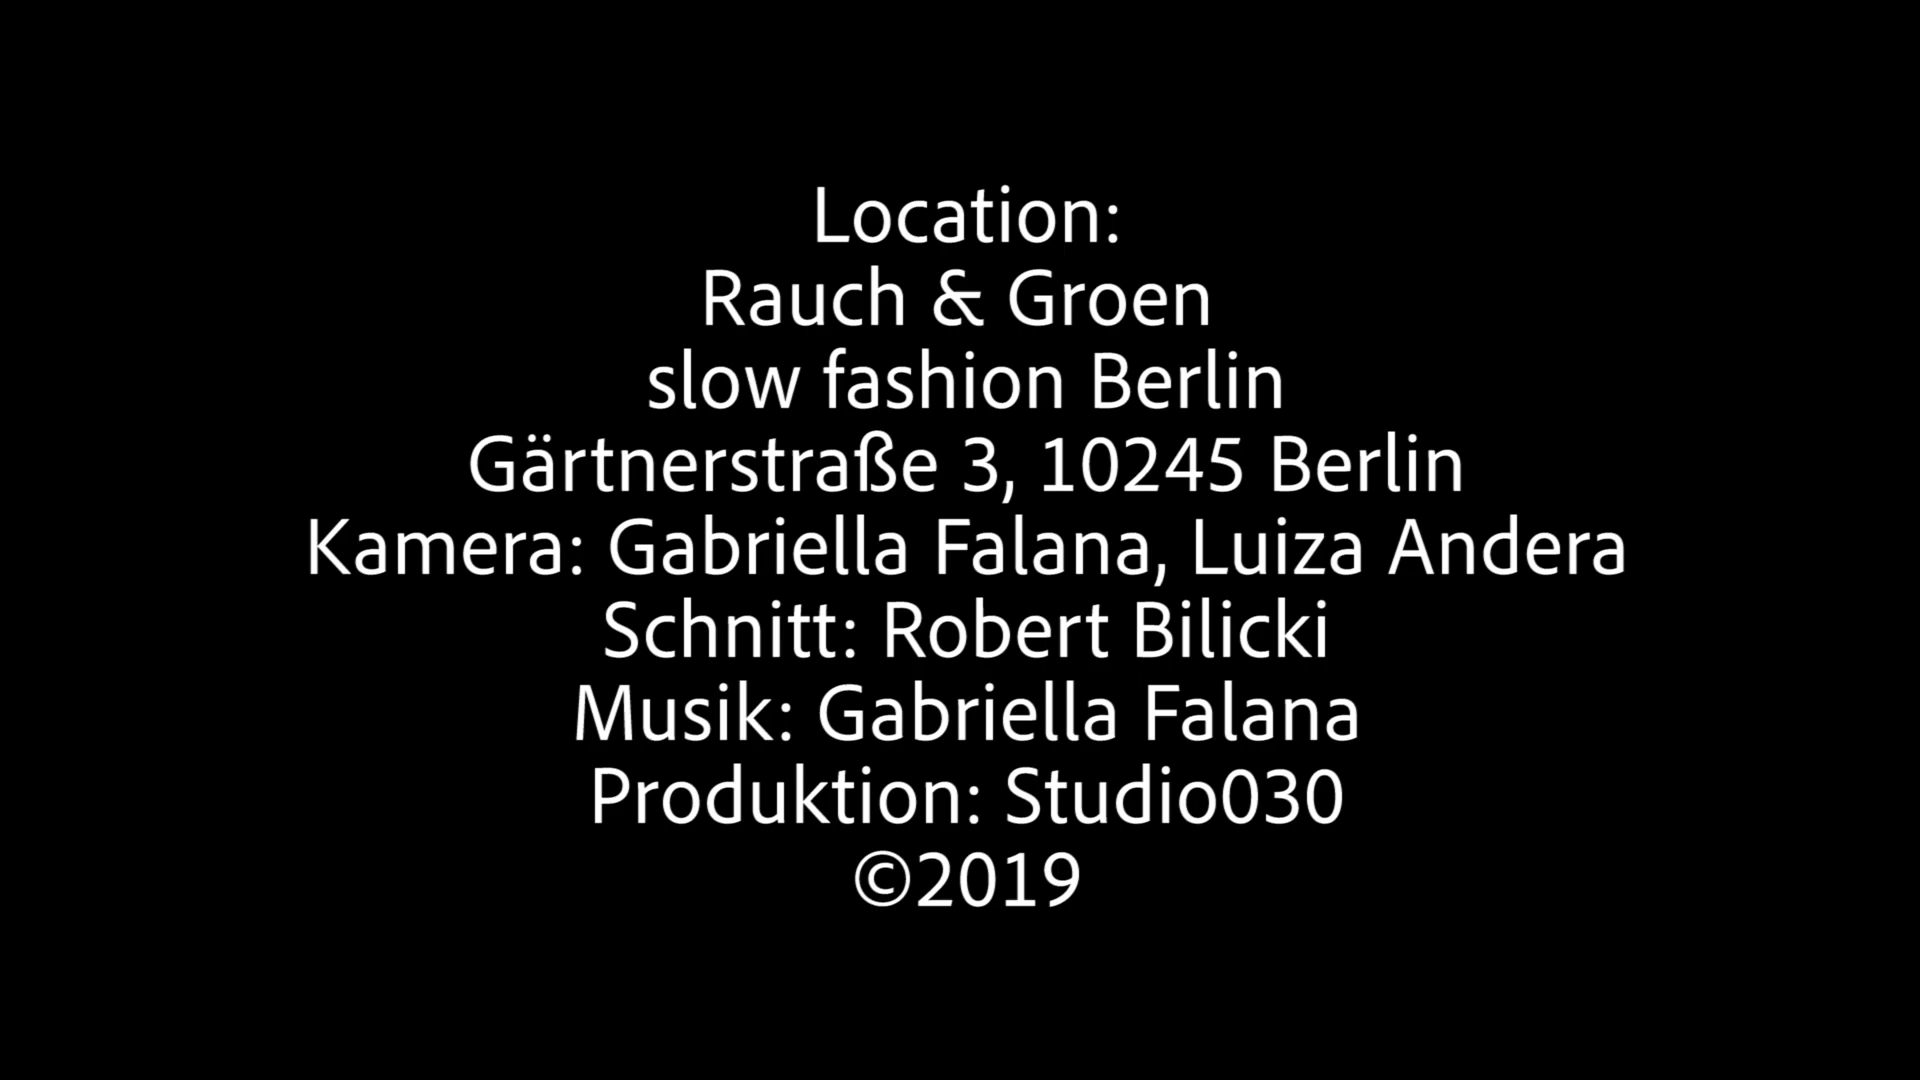 Location:
Rauch & Groen
slow fashion Berlin
Gärtnerstraße 3, 10245 Berlin
Kamera: Gabriella Falana, Luiza Andera
Schnitt: Robert Bilicki
Musik: Gabriella Falana
Produktion: Studio030
©2019